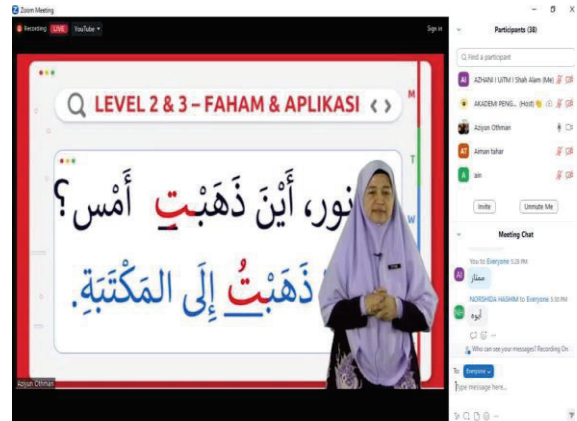 Zoom Meeting
Recording LIVE YouTube Sign in
LEVEL 2 & 3 – FAHAM & APLIKASI < >
M
T
W
نور، أَيْنَ ذَهَبْتِ أَمْس؟
ذَهَبْتُ إِلَى المَكْتَبَةِ.
Aziyun Othman
Participants (38)
Find a participant
AZHANI I UITM I Shah Alam (Me)
AKADEMI PENG... (Host)
Aziyun Othman
Aiman tahar
ain
Invite Unmute Me
Meeting Chat
You to Everyone 5:28 PM
ممتاز
NORSHIDA HASHIM to Everyone 5:30 PM
أيوه
Who can see your messages? Recording On
To: Everyone
Type message here...